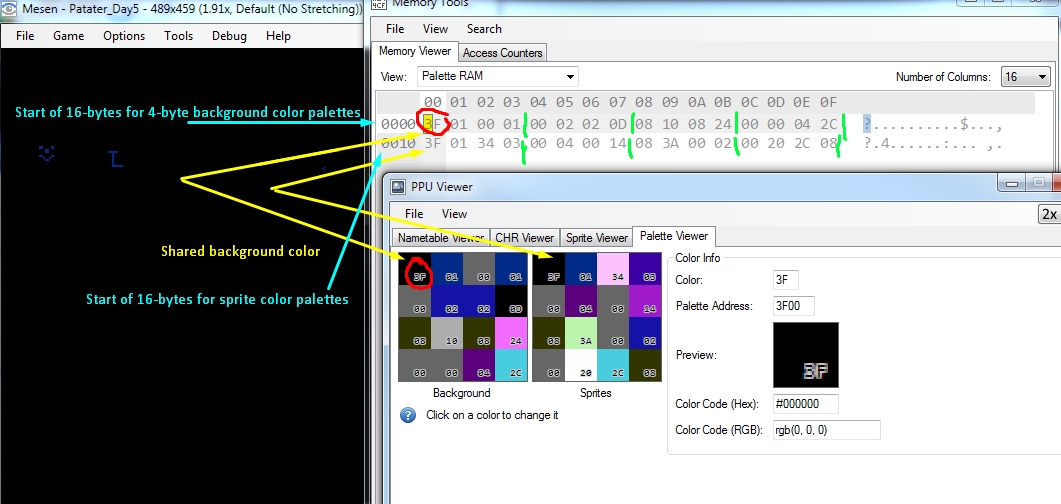 Mesen - Patater_Day5 - 489x459 (1.91x, Default (No Stretching))
File Game Options Tools Debug Help
Memory Tools
File View Search
Memory Viewer Access Counters
View: Palette RAM Number of Columns: 16
00 01 02 03 04 05 06 07 08 09 0A 0B 0C 0D 0E 0F
Start of 16-bytes for 4-byte background color palettes
0000 3F 01 00 01 00 02 02 0D 08 10 08 24 00 00 04 2C ?..........$...,
0010 3F 01 34 03 00 04 00 14 08 3A 00 02 00 20 2C 08 ?.4......:... ,.
PPU Viewer
File View 2x
Nametable Viewer CHR Viewer Sprite Viewer Palette Viewer
Shared background color
Start of 16-bytes for sprite color palettes
3F 01 00 01 3F 01 34 03
00 02 02 0D 00 04 00 14
08 10 08 24 08 3A 00 02
00 00 04 2C 00 20 2C 08
Background Sprites
Click on a color to change it
Color Info
Color: 3F
Palette Address: 3F00
Preview: 3F
Color Code (Hex): #000000
Color Code (RGB): rgb(0, 0, 0)